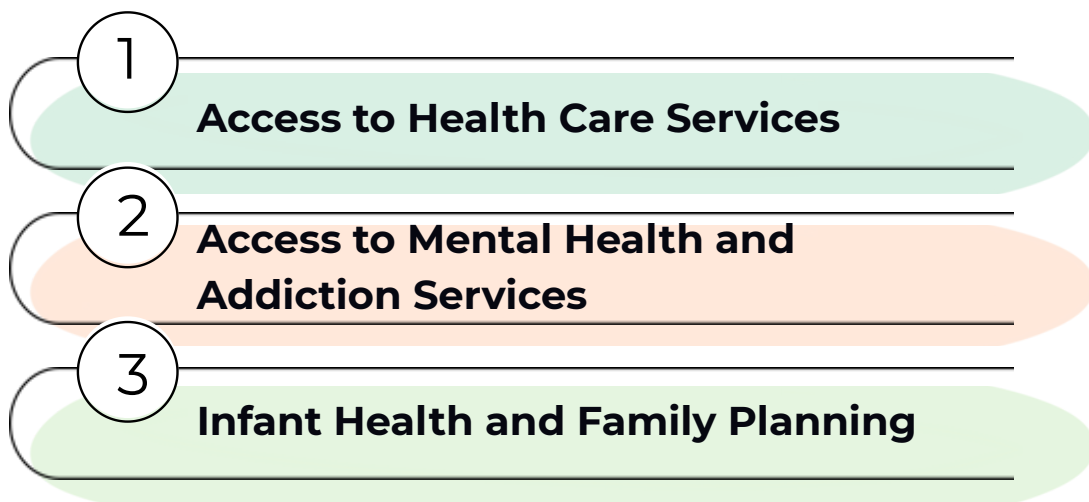 1
Access to Health Care Services
2
Access to Mental Health and
Addiction Services
3
Infant Health and Family Planning